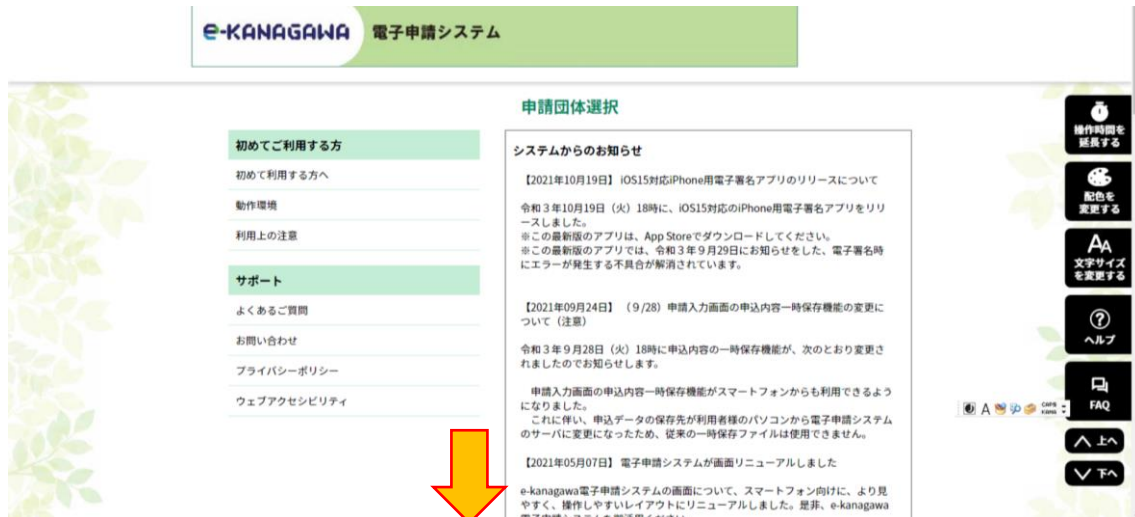 e-KANAGAWA 電子申請システム
申請団体選択
初めてご利用する方
初めて利用する方へ
動作環境
利用上の注意
サポート
よくあるご質問
お問い合わせ
プライバシーポリシー
ウェブアクセシビリティ
システムからのお知らせ
【2021年10月19日】 iOS15対応iPhone用電子署名アプリのリリースについて
令和３年10月19日（火）18時に、iOS15対応のiPhone用電子署名アプリをリリ
ースしました。
※この最新版のアプリは、App Storeでダウンロードしてください。
※この最新版のアプリでは、令和３年９月29日にお知らせをした、電子署名時
にエラーが発生する不具合が解消されています。
【2021年09月24日】 （９/28）申請入力画面の申込内容一時保存機能の変更に
ついて（注意）
令和３年９月28日（火）18時に申込内容の一時保存機能が、次のとおり変更さ
れましたのでお知らせします。
申請入力画面の申込内容一時保存機能がスマートフォンからも利用できるよう
になりました。
これに伴い、申込データの保存先が利用者様のパソコンから電子申請システム
のサーバに変更になったため、従来の一時保存ファイルは使用できません。
【2021年05月07日】 電子申請システムが画面リニューアルしました
e-kanagawa電子申請システムの画面について、スマートフォン向けに、より見
やすく、操作しやすいレイアウトにリニューアルしました。是非、e-kanagawa
操作時間を
延長する
配色を
変更する
AA
文字サイズ
を変更する
?
ヘルプ
FAQ
A CAPS
KANA
上へ
下へ